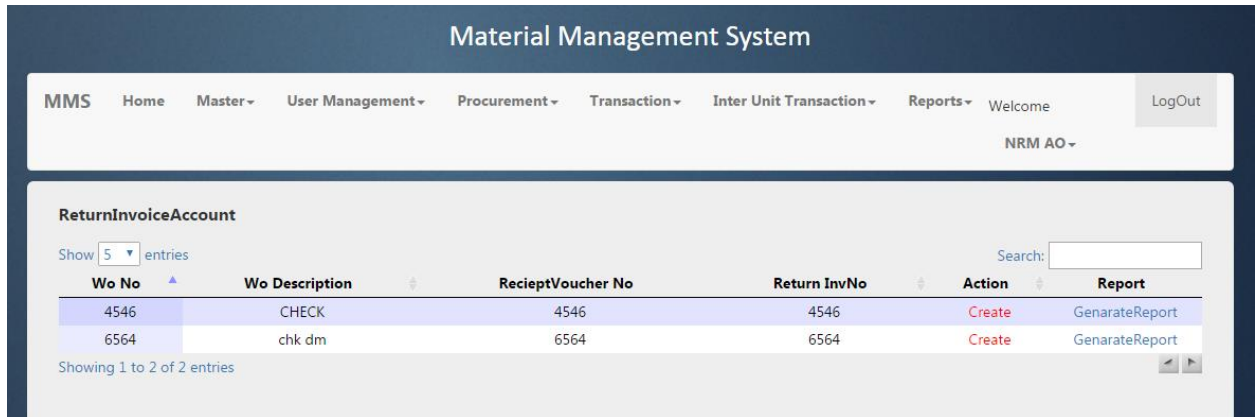 Material Management System
MMS Home Master User Management Procurement Transaction Inter Unit Transaction Reports Welcome LogOut
NRM AO
ReturnInvoiceAccount
Show 5 entries Search:
Wo No Wo Description RecieptVoucher No Return InvNo Action Report
4546 CHECK 4546 4546 Create GenarateReport
6564 chk dm 6564 6564 Create GenarateReport
Showing 1 to 2 of 2 entries